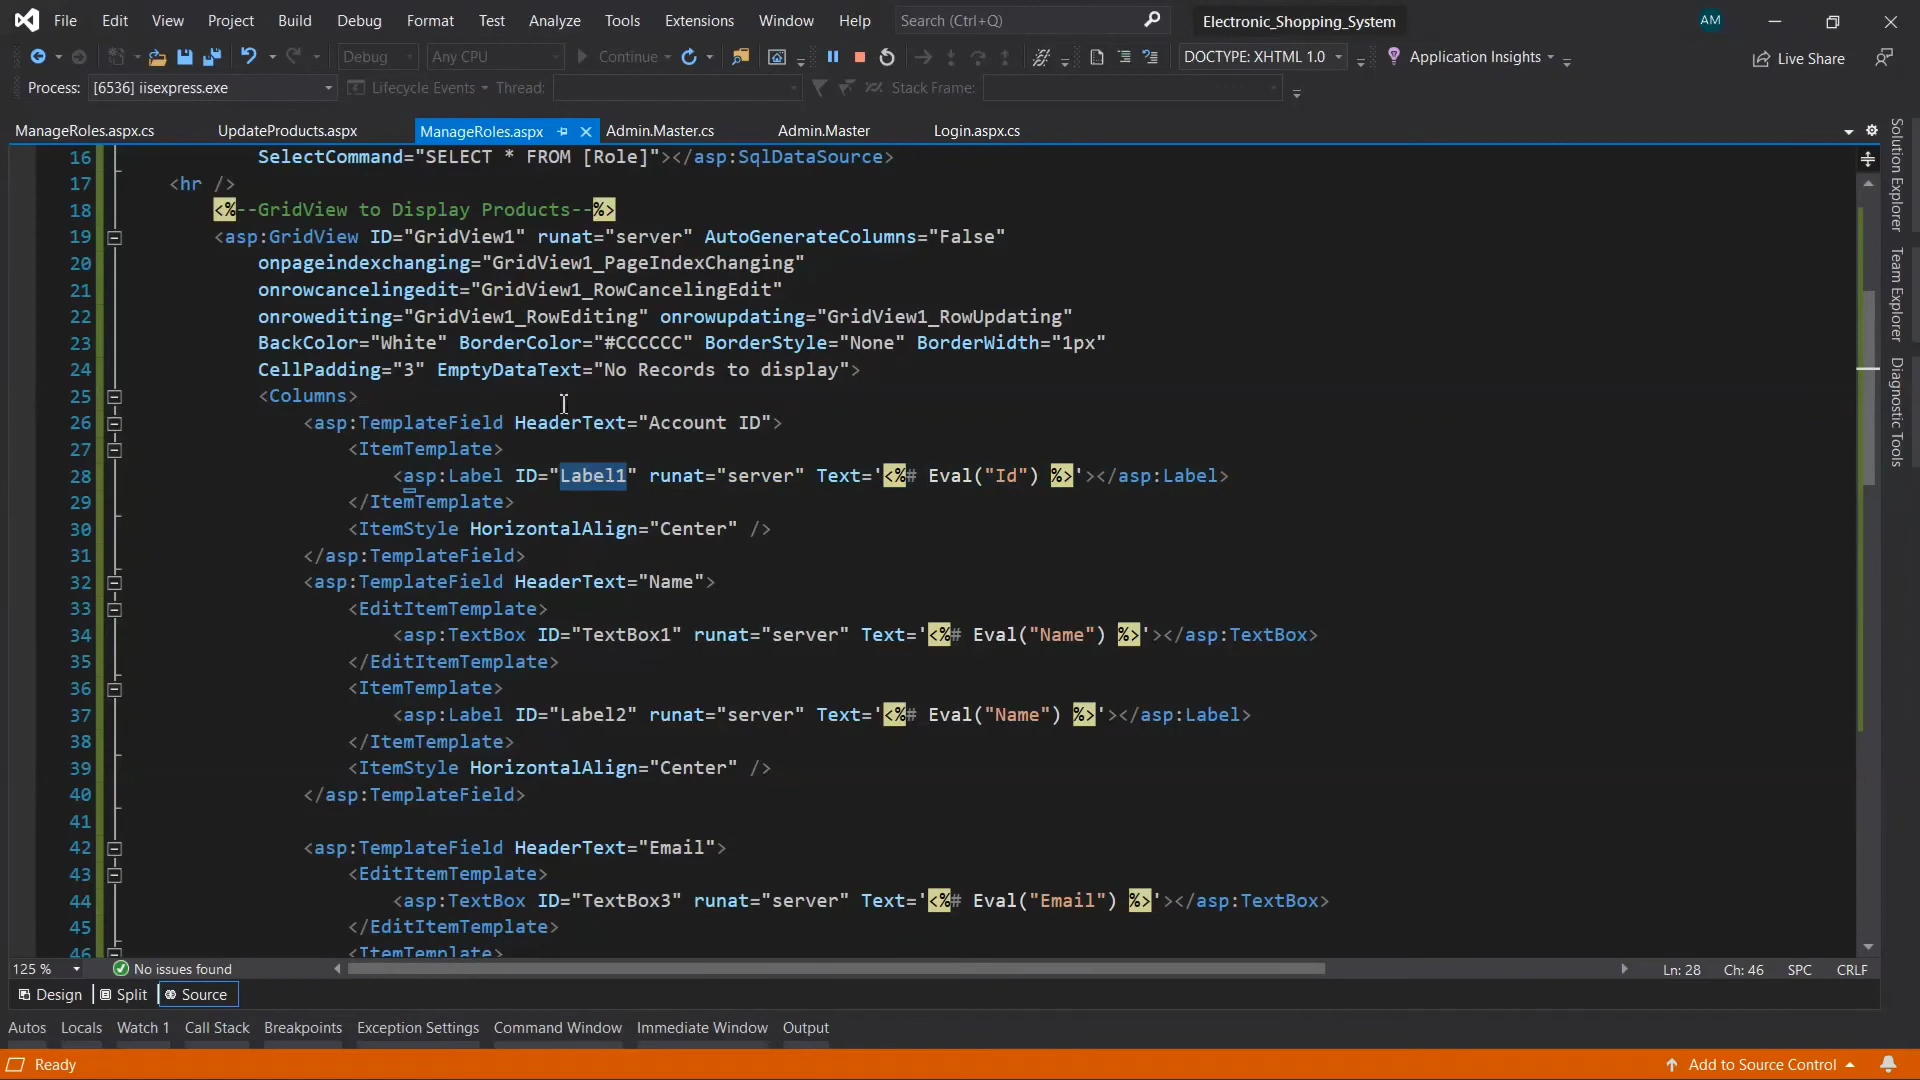 File Edit View Project Build Debug Format Test Analyze Tools Extensions Window Help Search (Ctrl+Q) Electronic_Shopping_System AM
Debug Any CPU Continue DOCTYPE: XHTML 1.0 Application Insights Live Share
Process: [6536] iisexpress.exe Lifecycle Events Thread: Stack Frame:
ManageRoles.aspx.cs UpdateProducts.aspx ManageRoles.aspx Admin.Master.cs Admin.Master Login.aspx.cs
16 SelectCommand="SELECT * FROM [Role]"></asp:SqlDataSource>
17 <hr />
18 <%--GridView to Display Products--%>
19 <asp:GridView ID="GridView1" runat="server" AutoGenerateColumns="False"
20 onpageindexchanging="GridView1_PageIndexChanging"
21 onrowcancelingedit="GridView1_RowCancelingEdit"
22 onrowediting="GridView1_RowEditing" onrowupdating="GridView1_RowUpdating"
23 BackColor="White" BorderColor="#CCCCCC" BorderStyle="None" BorderWidth="1px"
24 CellPadding="3" EmptyDataText="No Records to display">
25 <Columns>
26 <asp:TemplateField HeaderText="Account ID">
27 <ItemTemplate>
28 <asp:Label ID="Label1" runat="server" Text='<%# Eval("Id") %>'></asp:Label>
29 </ItemTemplate>
30 <ItemStyle HorizontalAlign="Center" />
31 </asp:TemplateField>
32 <asp:TemplateField HeaderText="Name">
33 <EditItemTemplate>
34 <asp:TextBox ID="TextBox1" runat="server" Text='<%# Eval("Name") %>'></asp:TextBox>
35 </EditItemTemplate>
36 <ItemTemplate>
37 <asp:Label ID="Label2" runat="server" Text='<%# Eval("Name") %>'></asp:Label>
38 </ItemTemplate>
39 <ItemStyle HorizontalAlign="Center" />
40 </asp:TemplateField>
41
42 <asp:TemplateField HeaderText="Email">
43 <EditItemTemplate>
44 <asp:TextBox ID="TextBox3" runat="server" Text='<%# Eval("Email") %>'></asp:TextBox>
45 </EditItemTemplate>
46 <ItemTemplate>
Solution Explorer
Team Explorer
Diagnostic Tools
125 % No issues found Ln: 28 Ch: 46 SPC CRLF
Design Split Source
Autos Locals Watch 1 Call Stack Breakpoints Exception Settings Command Window Immediate Window Output
Ready Add to Source Control